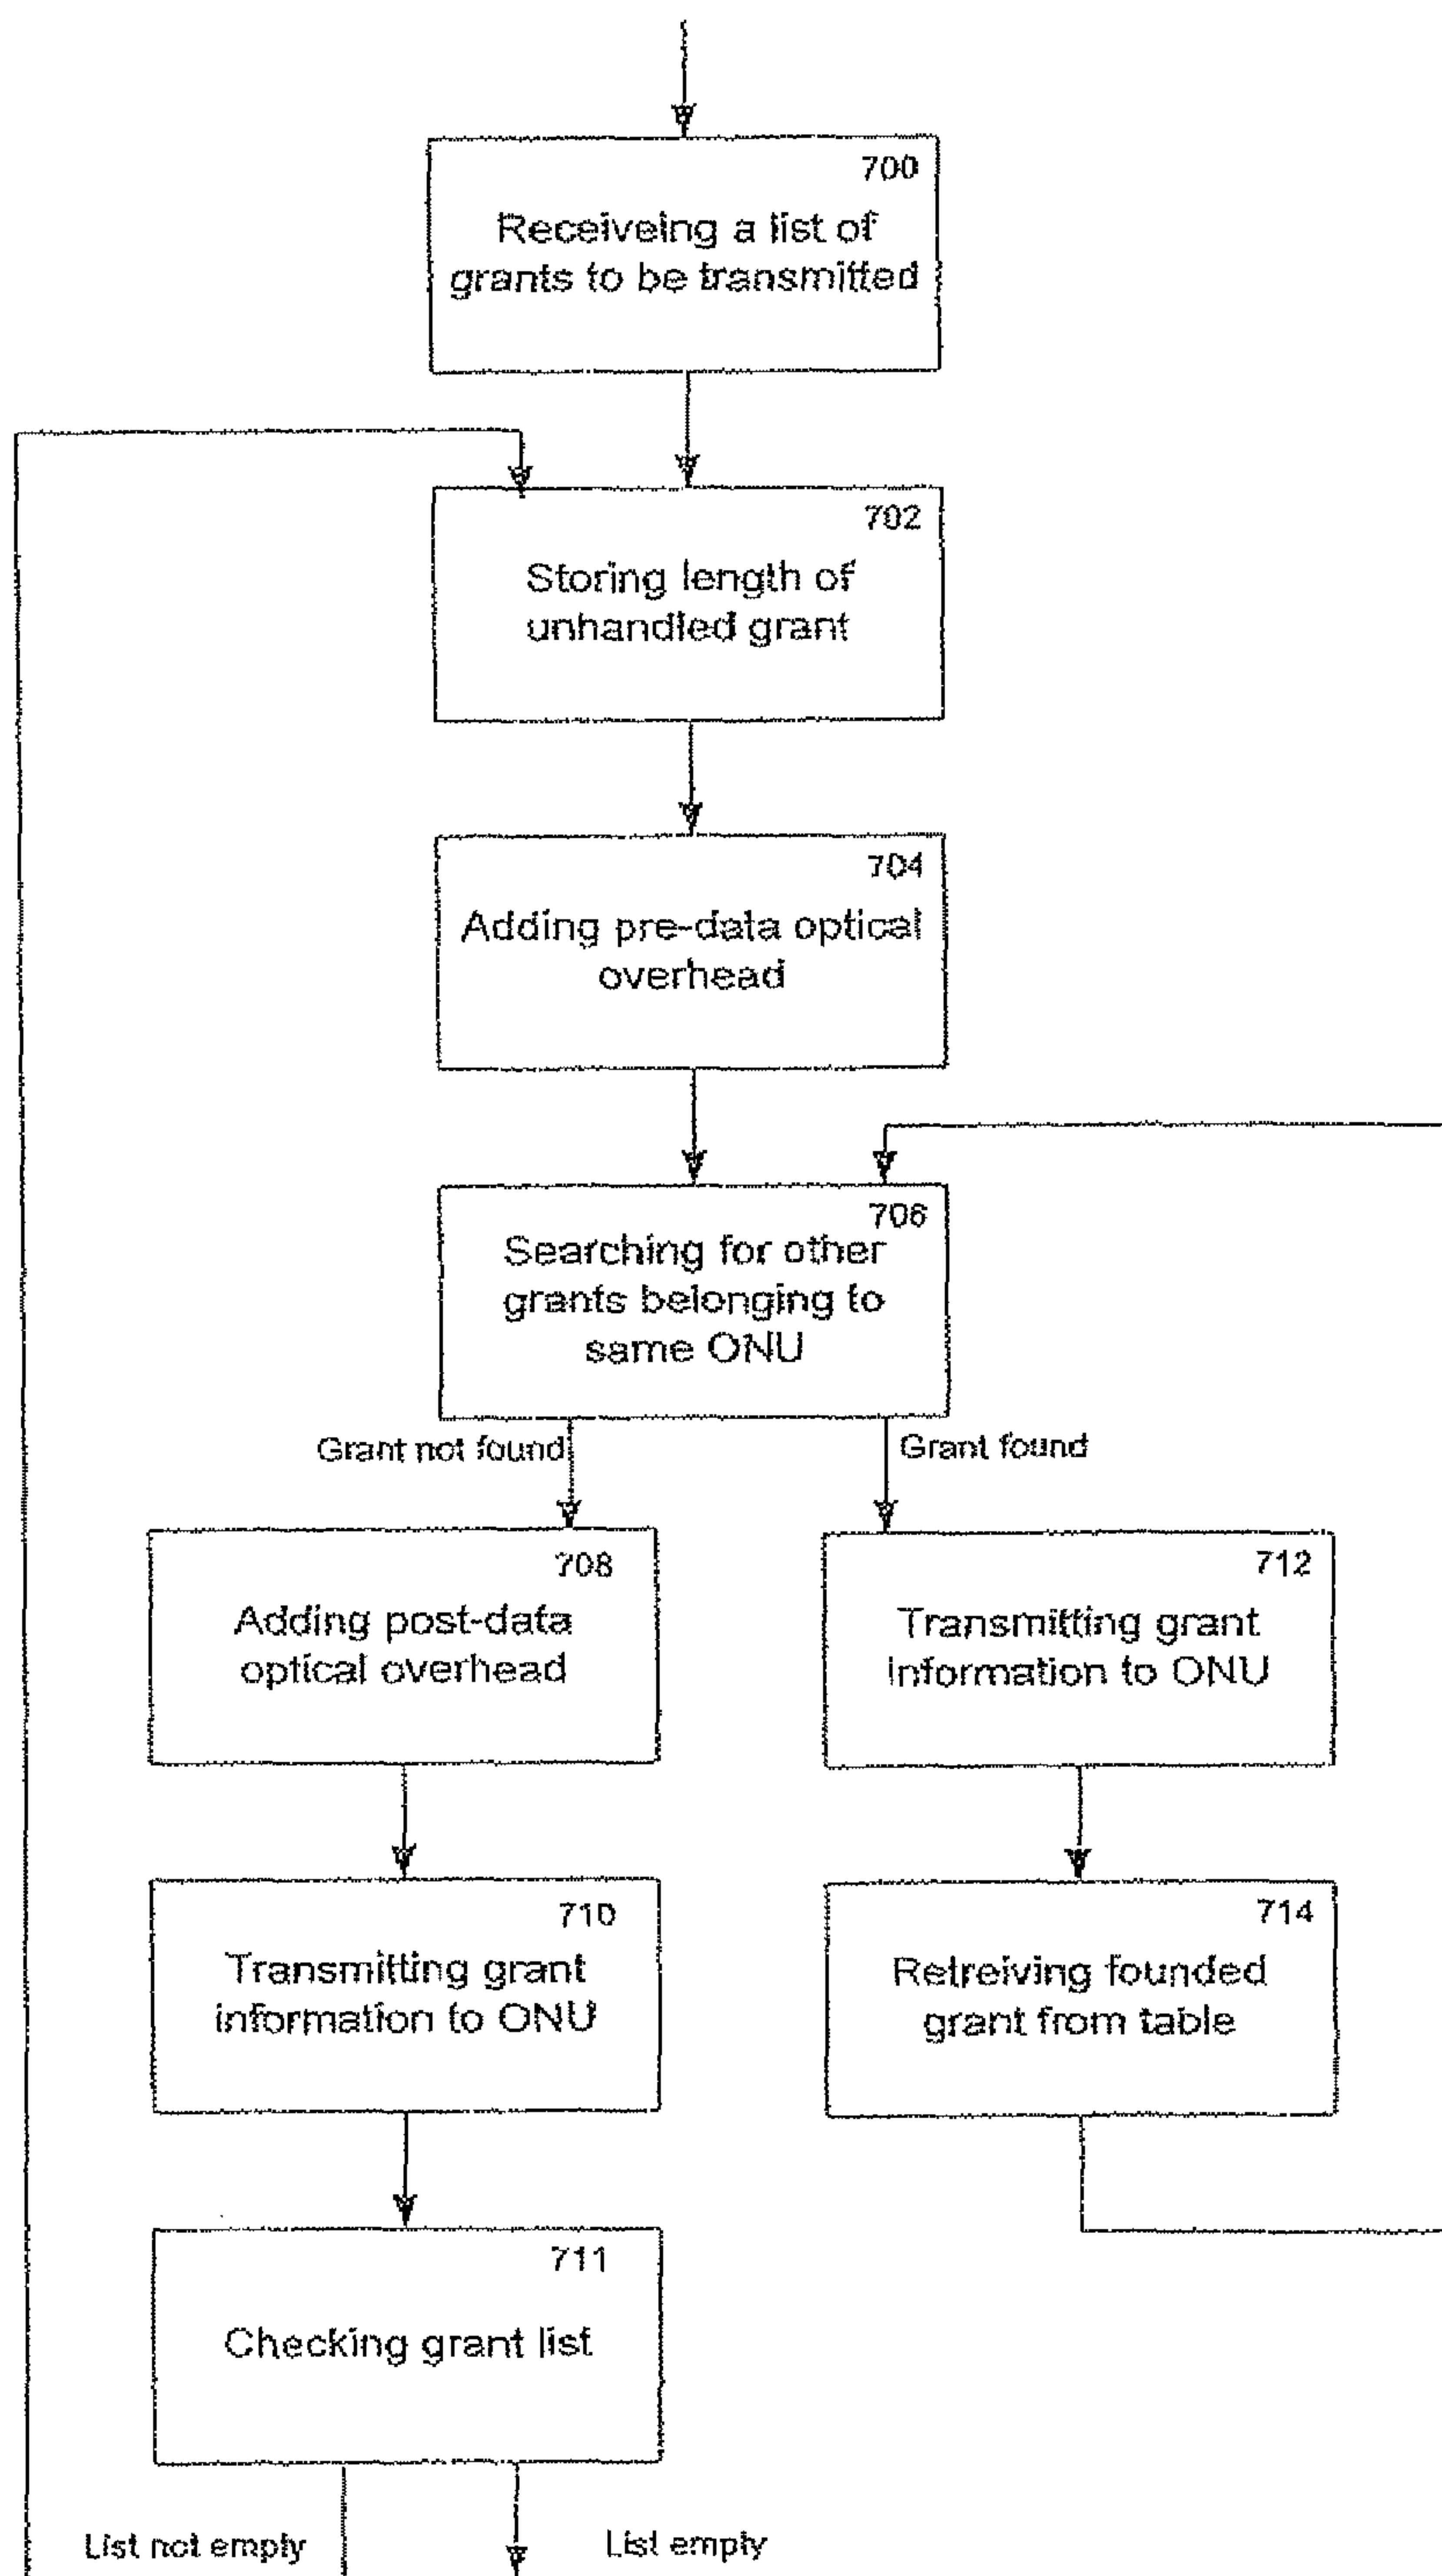 700
Receiveing a list of
grants to be transmitted
702
Storing length of
unhandled grant
704
Adding pre-data optical
overhead
706
Searching for other
grants belonging to
same ONU
Grant not found
Grant found
708
Adding post-data
optical overhead
712
Transmitting grant
information to ONU
710
Transmitting grant
information to ONU
714
Retreiving founded
grant from table
711
Checking grant list
List not empty
List empty